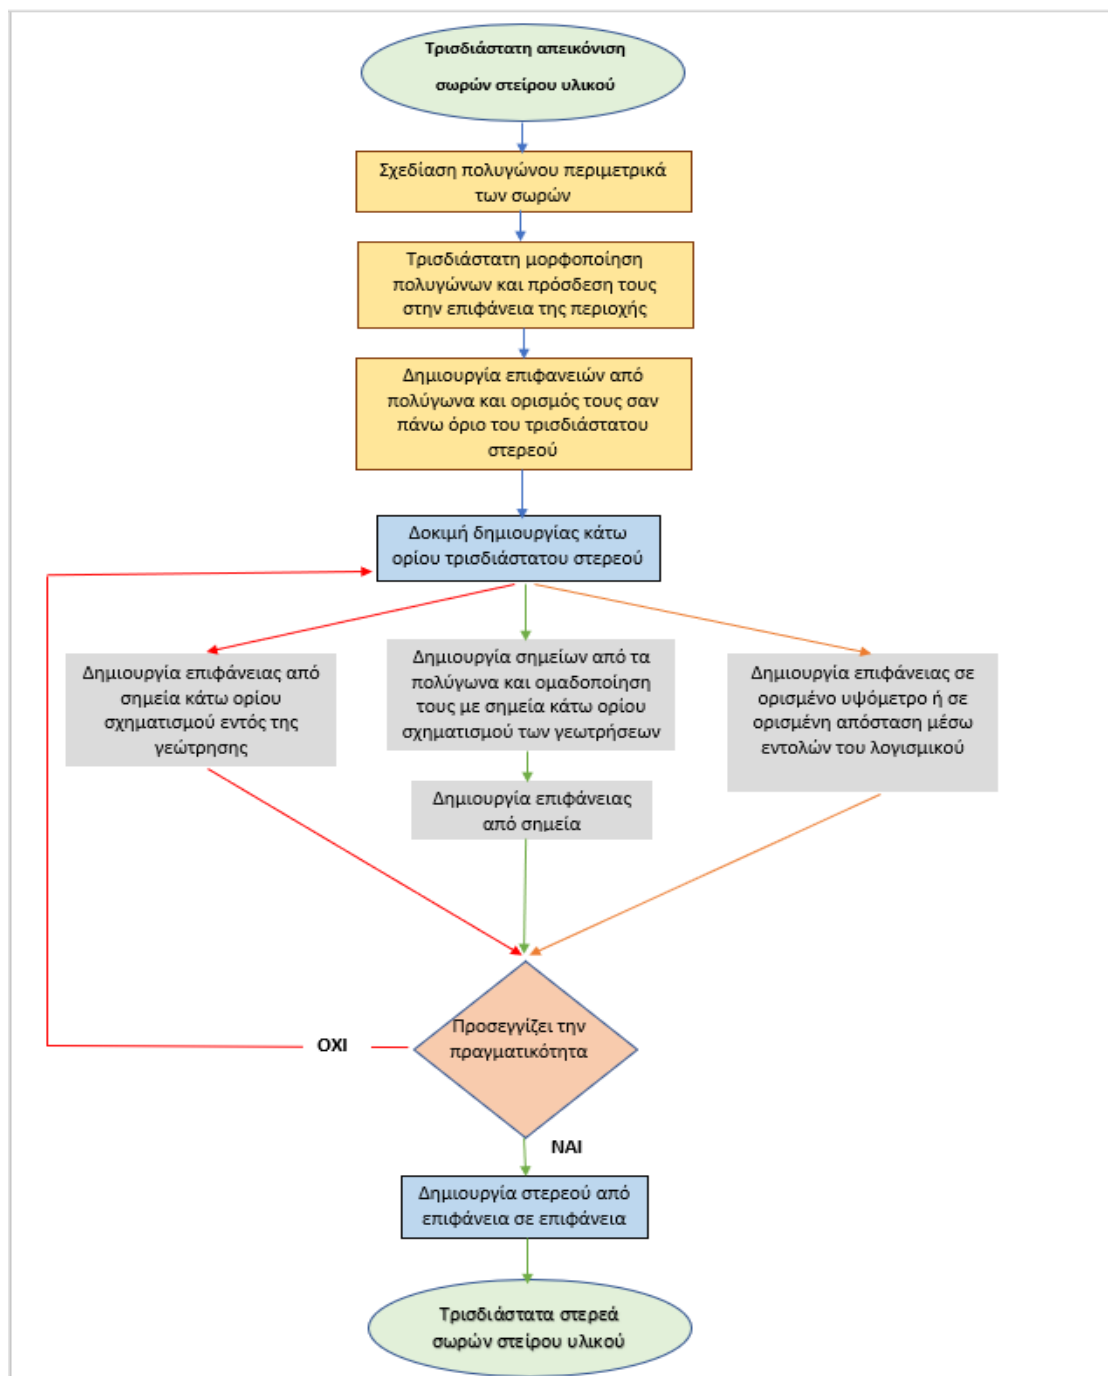 Τρισδιάστατη απεικόνιση
σωρών στείρου υλικού
Σχεδίαση πολυγώνου περιμετρικά
των σωρών
Τρισδιάστατη μορφοποίηση
πολυγώνων και πρόσδεση τους
στην επιφάνεια της περιοχής
Δημιουργία επιφανειών από
πολύγωνα και ορισμός τους σαν
πάνω όριο του τρισδιάστατου
στερεού
Δοκιμή δημιουργίας κάτω
ορίου τρισδιάστατου στερεού
Δημιουργία επιφάνειας από
σημεία κάτω ορίου
σχηματισμού εντός της
γεώτρησης
Δημιουργία σημείων από τα
πολύγωνα και ομαδοποίηση
τους με σημεία κάτω ορίου
σχηματισμού των γεωτρήσεων
Δημιουργία επιφάνειας σε
ορισμένο υψόμετρο ή σε
ορισμένη απόσταση μέσω
εντολών του λογισμικού
Δημιουργία επιφάνειας
από σημεία
Προσεγγίζει την
πραγματικότητα
ΟΧΙ
ΝΑΙ
Δημιουργία στερεού από
επιφάνεια σε επιφάνεια
Τρισδιάστατα στερεά
σωρών στείρου υλικού